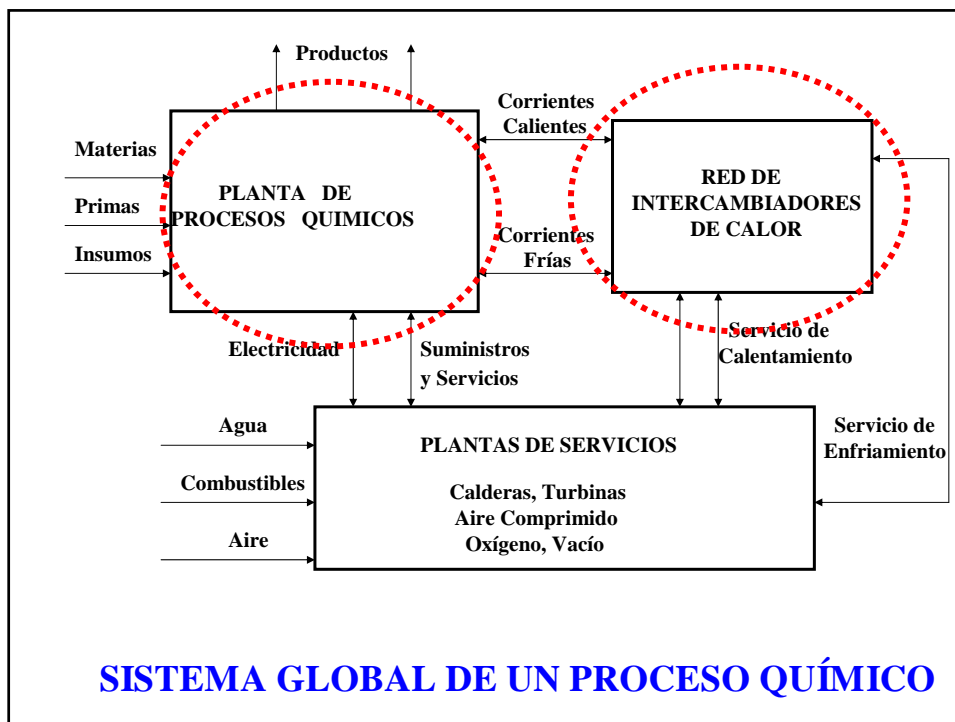 Productos
Corrientes
Calientes
Materias
Primas
Insumos
PLANTA DE
PROCESOS QUIMICOS
RED DE
INTERCAMBIADORES
DE CALOR
Corrientes
Frías
Electricidad
Suministros
y Servicios
Servicio de
Calentamiento
Servicio de
Enfriamiento
Agua
Combustibles
Aire
PLANTAS DE SERVICIOS
Calderas, Turbinas
Aire Comprimido
Oxígeno, Vacío
SISTEMA GLOBAL DE UN PROCESO QUÍMICO